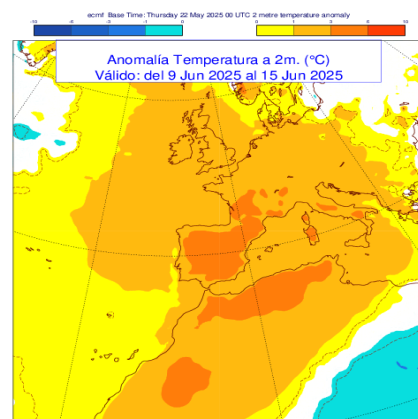 ecmf Base Time: Thursday 22 May 2025 00 UTC 2 metre temperature anomaly
Anomalía Temperatura a 2m. (°C)
Válido: del 9 Jun 2025 al 15 Jun 2025